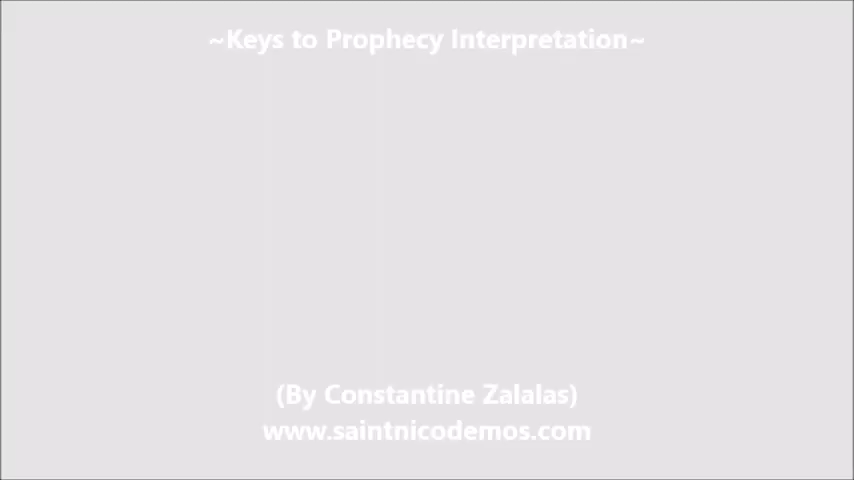 ~Keys to Prophecy Interpretation~
(By Constantine Zalalas)
www.saintnicodemos.com